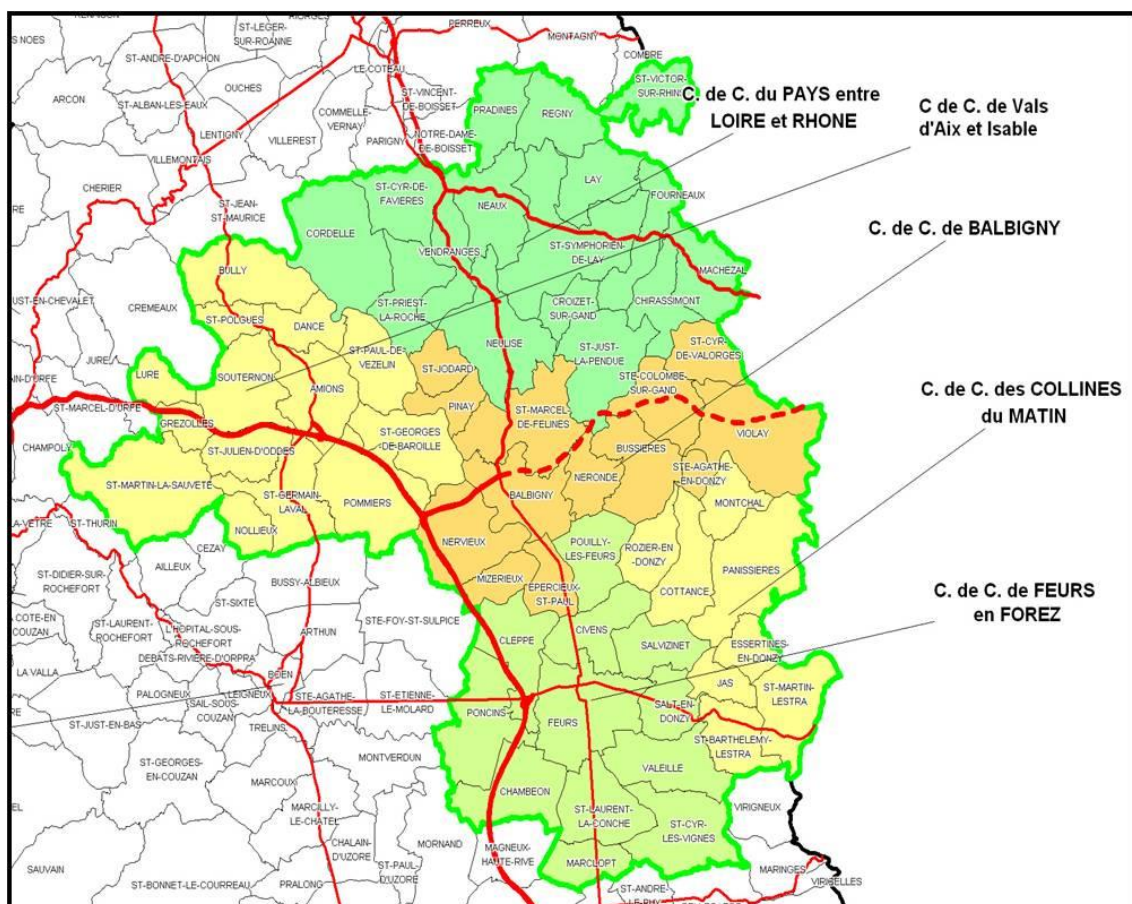 RIORGES
PERREUX
MONTAGNY
COMBRE
ST-LEGER-
SUR-ROANNE
S NOES
ST-ANDRE-D'APCHON
LE COTEAU
OUCHES
ARCON
ST-ALBAN-LES-EAUX
COMMELLE-
VERNAY
ST-VINCENT-
DE-BOISSET
LENTIGNY
VILLEREST
PARIGNY
NOTRE-DAME-
DE-BOISSET
PRADINES
REGNY
ST-VICTOR-
SUR-RHINS
VILLEMONTAIS
CHERIER
ST-JEAN-
ST-MAURICE
ST-CYR-DE-
FAVIERES
NEAUX
LAY
FOURNEAUX
CORDELLE
VENDRANGES
ST-SYMPHORIEN-
DE-LAY
MACHEZAL
BULLY
UST-EN-CHEVALET
CREMEAUX
ST-POLGUES
DANCE
ST-PRIEST-
LA-ROCHE
CROIZET-
SUR-GAND
CHIRASSIMONT
JURE
ST-PAUL-DE-
VEZELIN
NEULISE
ST-JUST-
LA-PENDUE
ST-CYR-
DE-VALORGES
LURE
SOUTERNON
AMIONS
ST-JODARD
PINAY
STE-COLOMBE-
SUR-GAND
ST-MARCEL-D'URFE
GREZOLLES
ST-MARCEL-
DE-FELINES
VIOLAY
CHAMPOLY
ST-GEORGES-
DE-BAROILLE
BUSSIERES
ST-JULIEN-D'ODDES
NERONDE
STE-AGATHE-
EN-DONZY
ST-MARTIN-LA-SAUVETE
ST-GERMAIN-
LAVAL
POMMIERS
BALBIGNY
MONTCHAL
ST-THURIN
NOLLIEUX
NERVIEUX
POUILLY-
LES-FEURS
ROZIER-EN-
DONZY
PANISSIERES
CEZAY
AILLEUX
ST-DIDIER-SUR-
ROCHEFORT
BUSSY-ALBIEUX
MIZERIEUX
ÉPERCIEUX-
ST-PAUL
COTTANCE
ST-SIXTE
STE-FOY-ST-SULPICE
ST-LAURENT-
ROCHEFORT
L'HOPITAL-SOUS-
ROCHEFORT
ARTHUN
CLEPPE
CIVENS
SALVIZINET
ESSERTINES-
EN-DONZY
LA VALLA
DEBATS-RIVIERE-D'ORPRA
BOEN
PALOGNEUX
LEIGNEUX
SAIL-SOUS-
COUZAN
STE-AGATHE-
LA-BOUTERESSE
ST-ETIENNE-
LE-MOLARD
PONCINS
FEURS
SALT-EN-
DONZY
JAS
ST-MARTIN-
LESTRA
ST-JUST-EN-BAS
TRELINS
ST-BARTHELEMY-
LESTRA
ST-GEORGES-
EN-COUZAN
MONTVERDUN
VALEILLE
MARCOUX
CHAMBEON
ST-LAURENT-
LA-CONCHE
ST-CYR-
LES-VIGNES
VIRIGNEUX
MARCILLY-
LE-CHATEL
SAUVAIN
CHALAIN-
D'UZORE
MORNAND
MAGNEUX-
HAUTE-RIVE
MARCLOPT
MARINGES
ST-BONNET-LE-COURREAU
PRALONG
ST-PAUL-
D'UZORE
ST-ANDRE-
VIRICELLES
C. de C. du PAYS entre
LOIRE et RHONE
C de C. de Vals
d'Aix et Isable
C. de C. de BALBIGNY
C. de C. des COLLINES
du MATIN
C. de C. de FEURS
en FOREZ